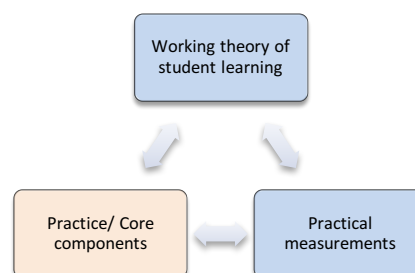 Working theory of
student learning
Practice/ Core
components
Practical
measurements